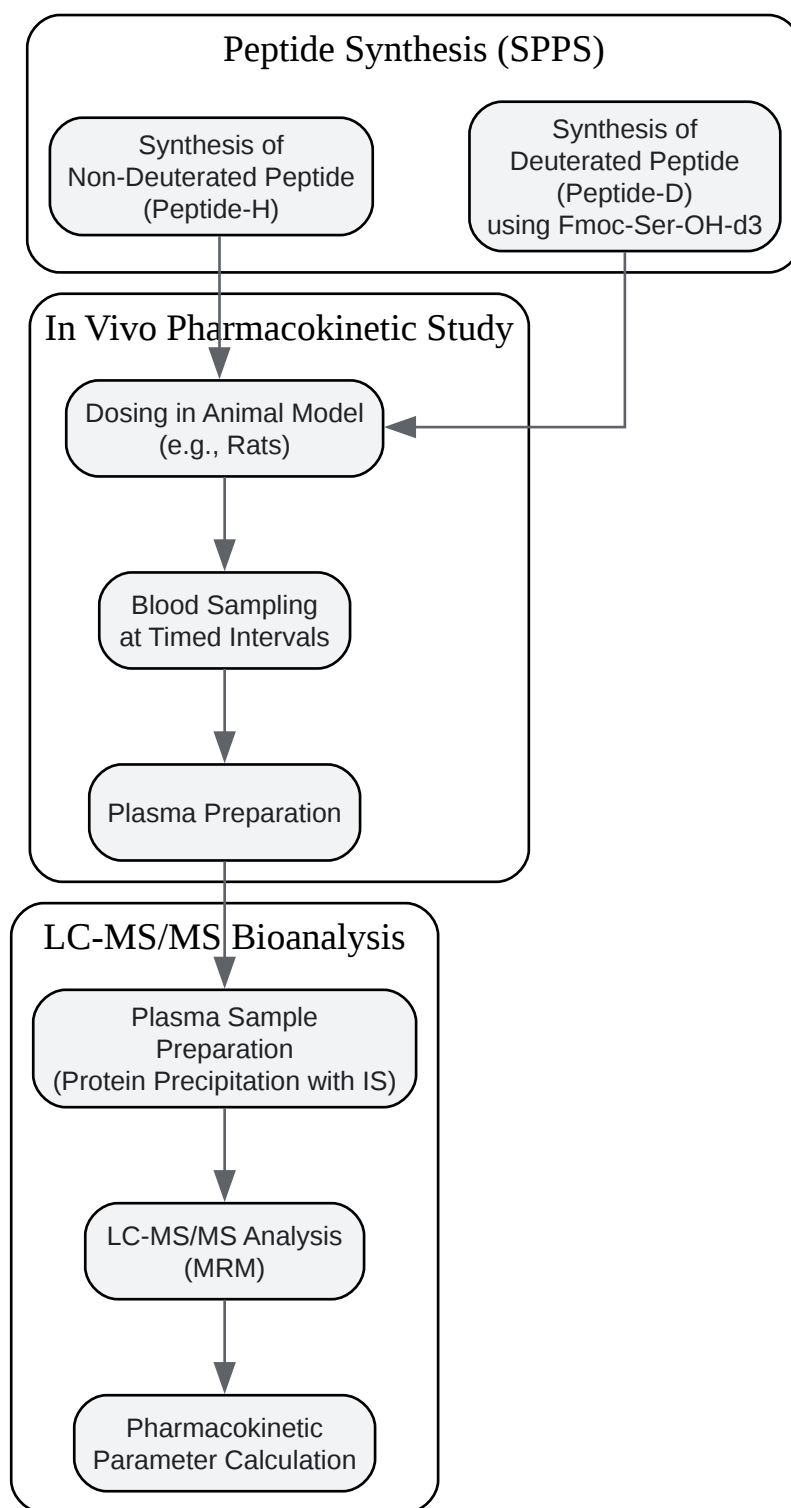 Peptide Synthesis (SPPS)
Synthesis of
Non-Deuterated Peptide
(Peptide-H)
Synthesis of
Deuterated Peptide
(Peptide-D)
using Fmoc-Ser-OH-d3
In Vivo Pharmacokinetic Study
Dosing in Animal Model
(e.g., Rats)
Blood Sampling
at Timed Intervals
Plasma Preparation
LC-MS/MS Bioanalysis
Plasma Sample
Preparation
(Protein Precipitation with IS)
LC-MS/MS Analysis
(MRM)
Pharmacokinetic
Parameter Calculation